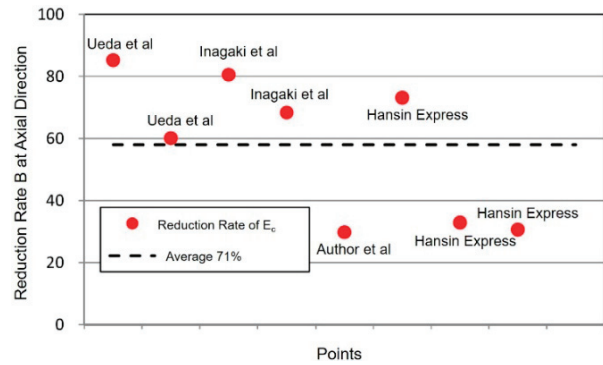 100
80
60
40
20
0
Reduction Rate B at Axial Direction
Ueda et al
Inagaki et al
Inagaki et al
Hansin Express
Ueda et al
Hansin Express
Hansin Express
Author et al
Reduction Rate of Ec
Average 71%
Points